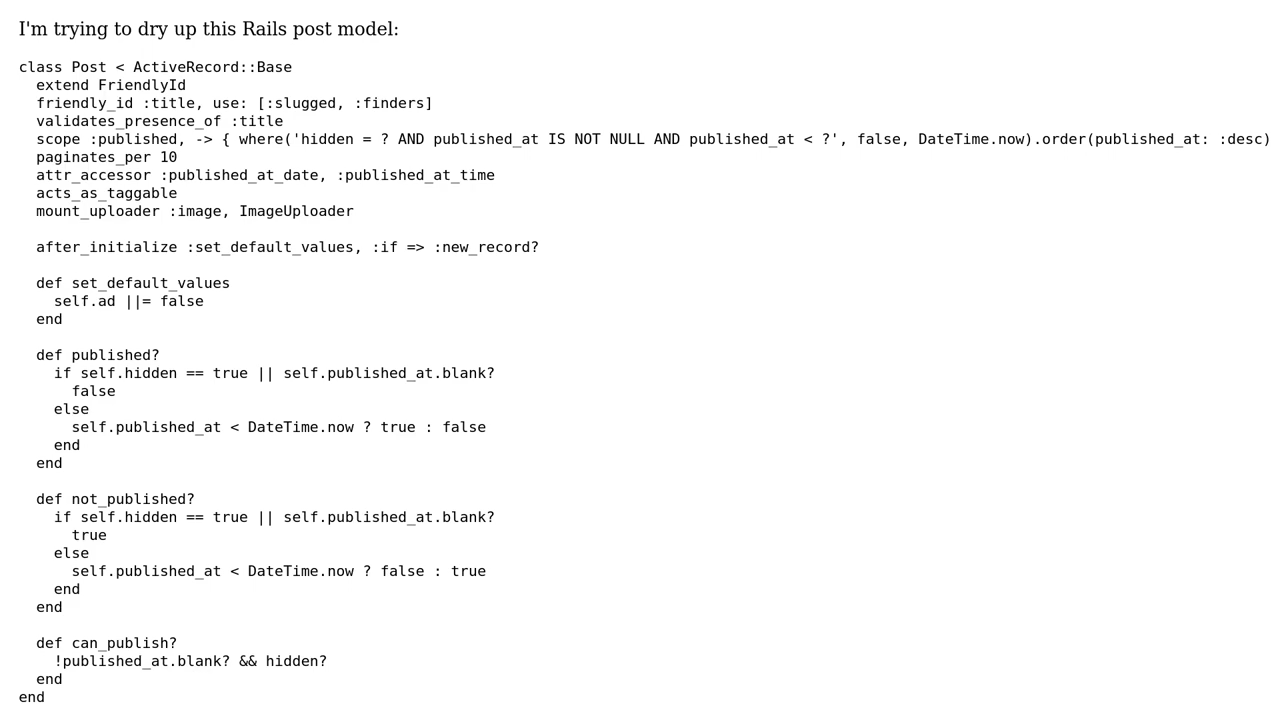 I'm trying to dry up this Rails post model:
class Post < ActiveRecord::Base
  extend FriendlyId
  friendly_id :title, use: [:slugged, :finders]
  validates_presence_of :title
  scope :published, -> { where('hidden = ? AND published_at IS NOT NULL AND published_at < ?', false, DateTime.now).order(published_at: :desc)
  paginates_per 10
  attr_accessor :published_at_date, :published_at_time
  acts_as_taggable
  mount_uploader :image, ImageUploader

  after_initialize :set_default_values, :if => :new_record?

  def set_default_values
    self.ad ||= false
  end

  def published?
    if self.hidden == true || self.published_at.blank?
      false
    else
      self.published_at < DateTime.now ? true : false
    end
  end

  def not_published?
    if self.hidden == true || self.published_at.blank?
      true
    else
      self.published_at < DateTime.now ? false : true
    end
  end

  def can_publish?
    !published_at.blank? && hidden?
  end
end